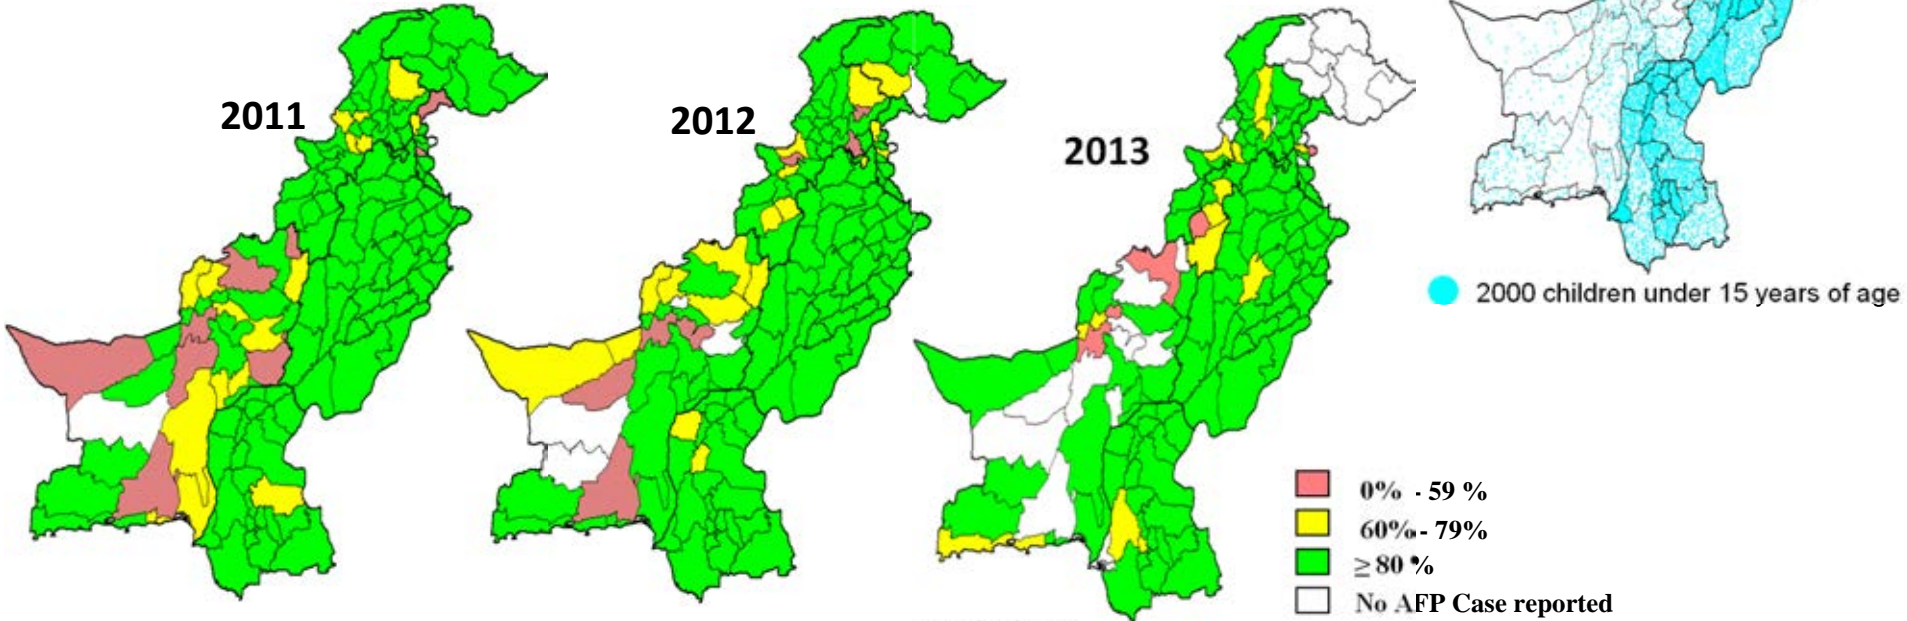 2011
2012
2013
2000 children under 15 years of age
0% - 59 %
60% - 79%
≥ 80 %
No AFP Case reported